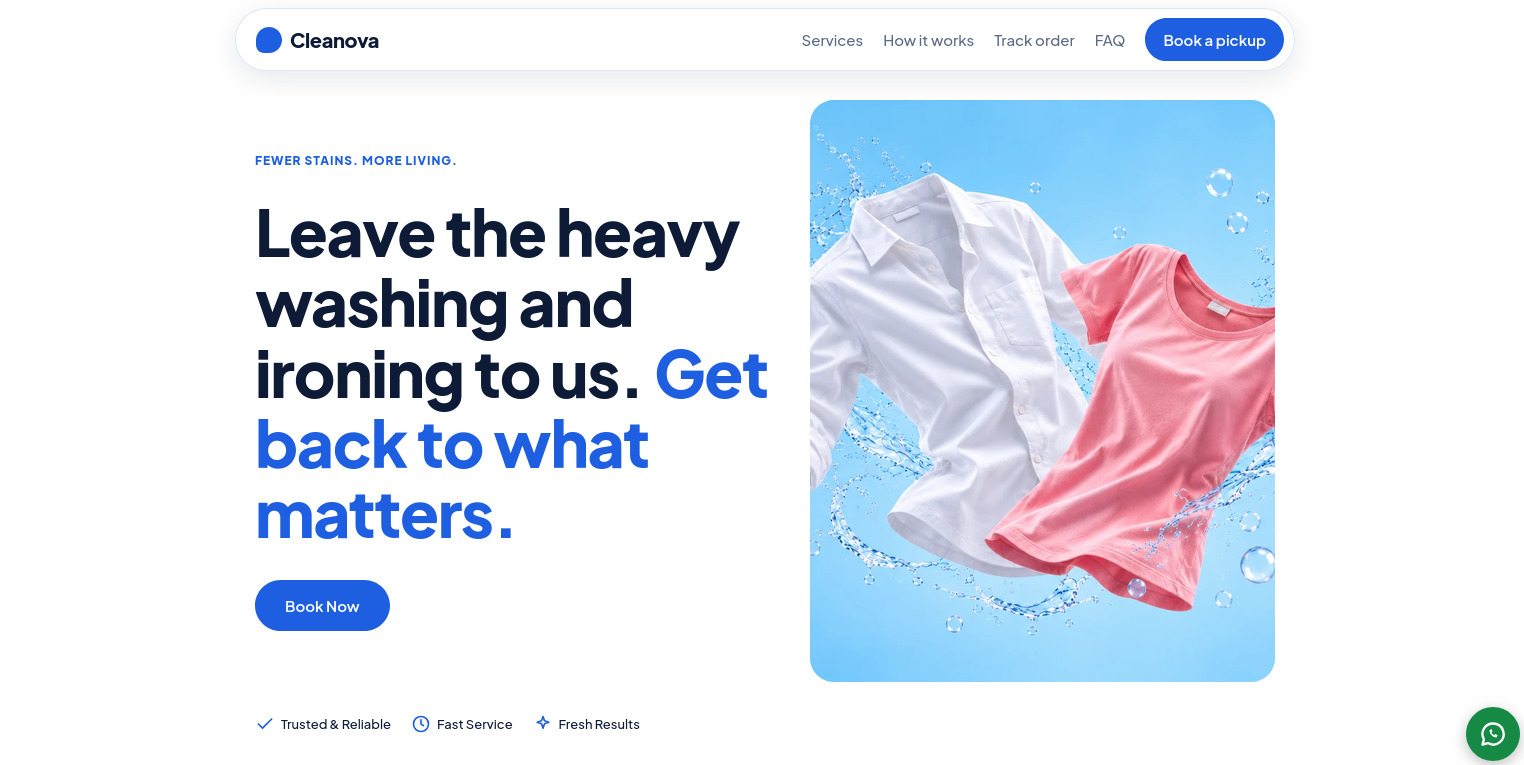 Cleanova
Services
How it works
Track order
FAQ
Book a pickup
FEWER STAINS. MORE LIVING.
Leave the heavy
washing and
ironing to us. Get
back to what
matters.
Book Now
Trusted & Reliable
Fast Service
Fresh Results